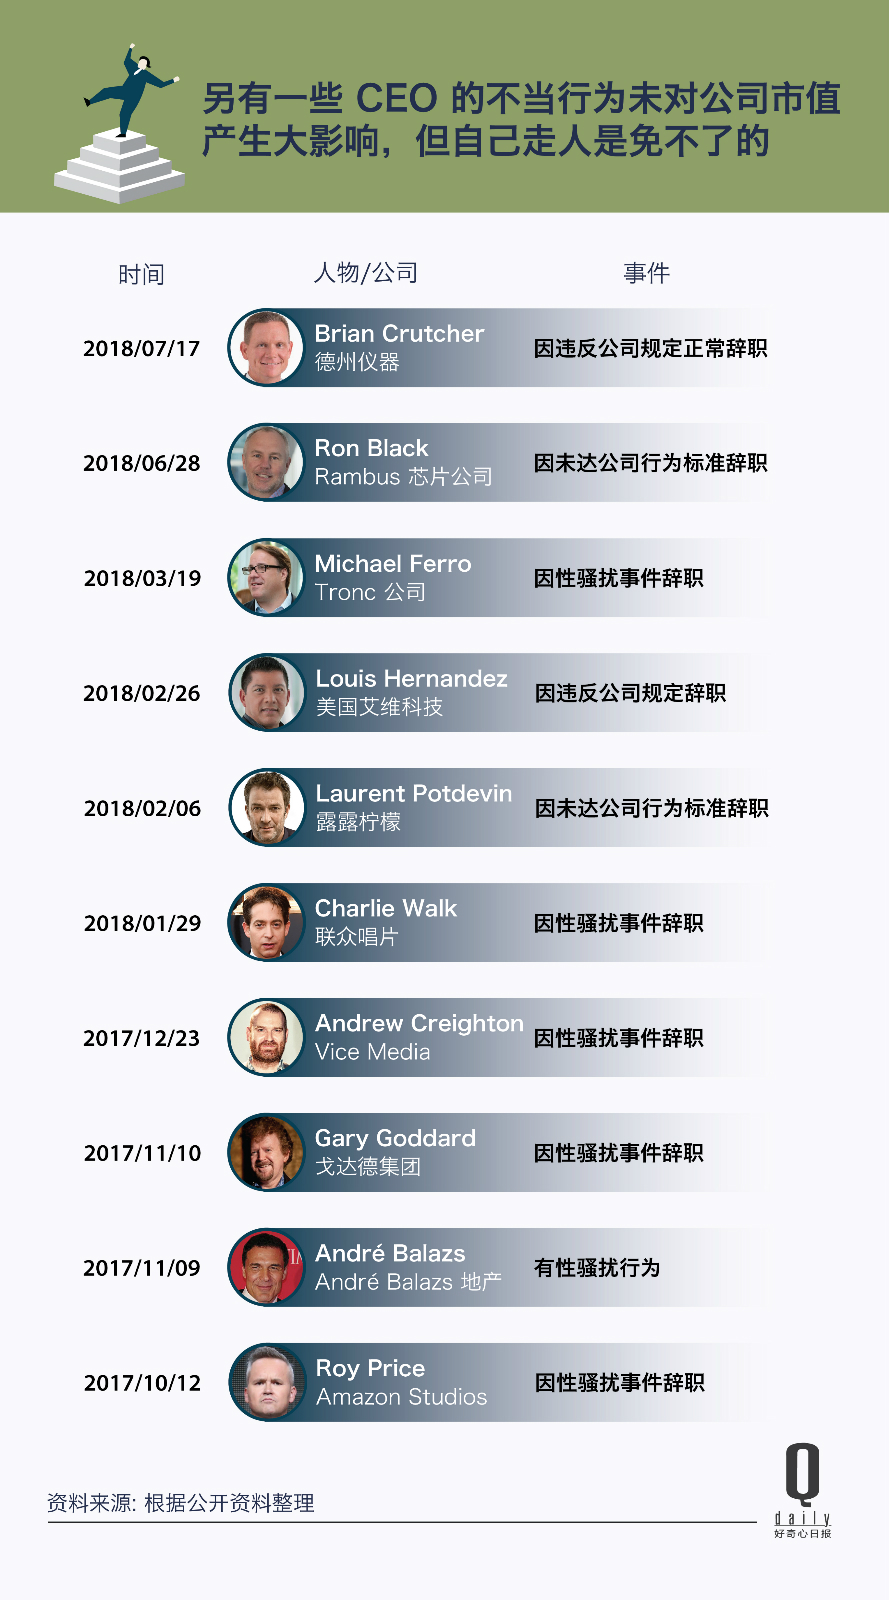 另有一些 CEO 的不当行为未对公司市值
产生大影响，但自己走人是免不了的
时间 人物/公司 事件
2018/07/17
Brian Crutcher
德州仪器
因违反公司规定正常辞职
2018/06/28
Ron Black
Rambus 芯片公司
因未达公司行为标准辞职
2018/03/19
Michael Ferro
Tronc 公司
因性骚扰事件辞职
2018/02/26
Louis Hernandez
美国艾维科技
因违反公司规定辞职
2018/02/06
Laurent Potdevin
露露柠檬
因未达公司行为标准辞职
2018/01/29
Charlie Walk
联众唱片
因性骚扰事件辞职
2017/12/23
Andrew Creighton
Vice Media
因性骚扰事件辞职
2017/11/10
Gary Goddard
戈达德集团
因性骚扰事件辞职
2017/11/09
André Balazs
André Balazs 地产
有性骚扰行为
2017/10/12
Roy Price
Amazon Studios
因性骚扰事件辞职
资料来源: 根据公开资料整理
Q
daily
好奇心日报